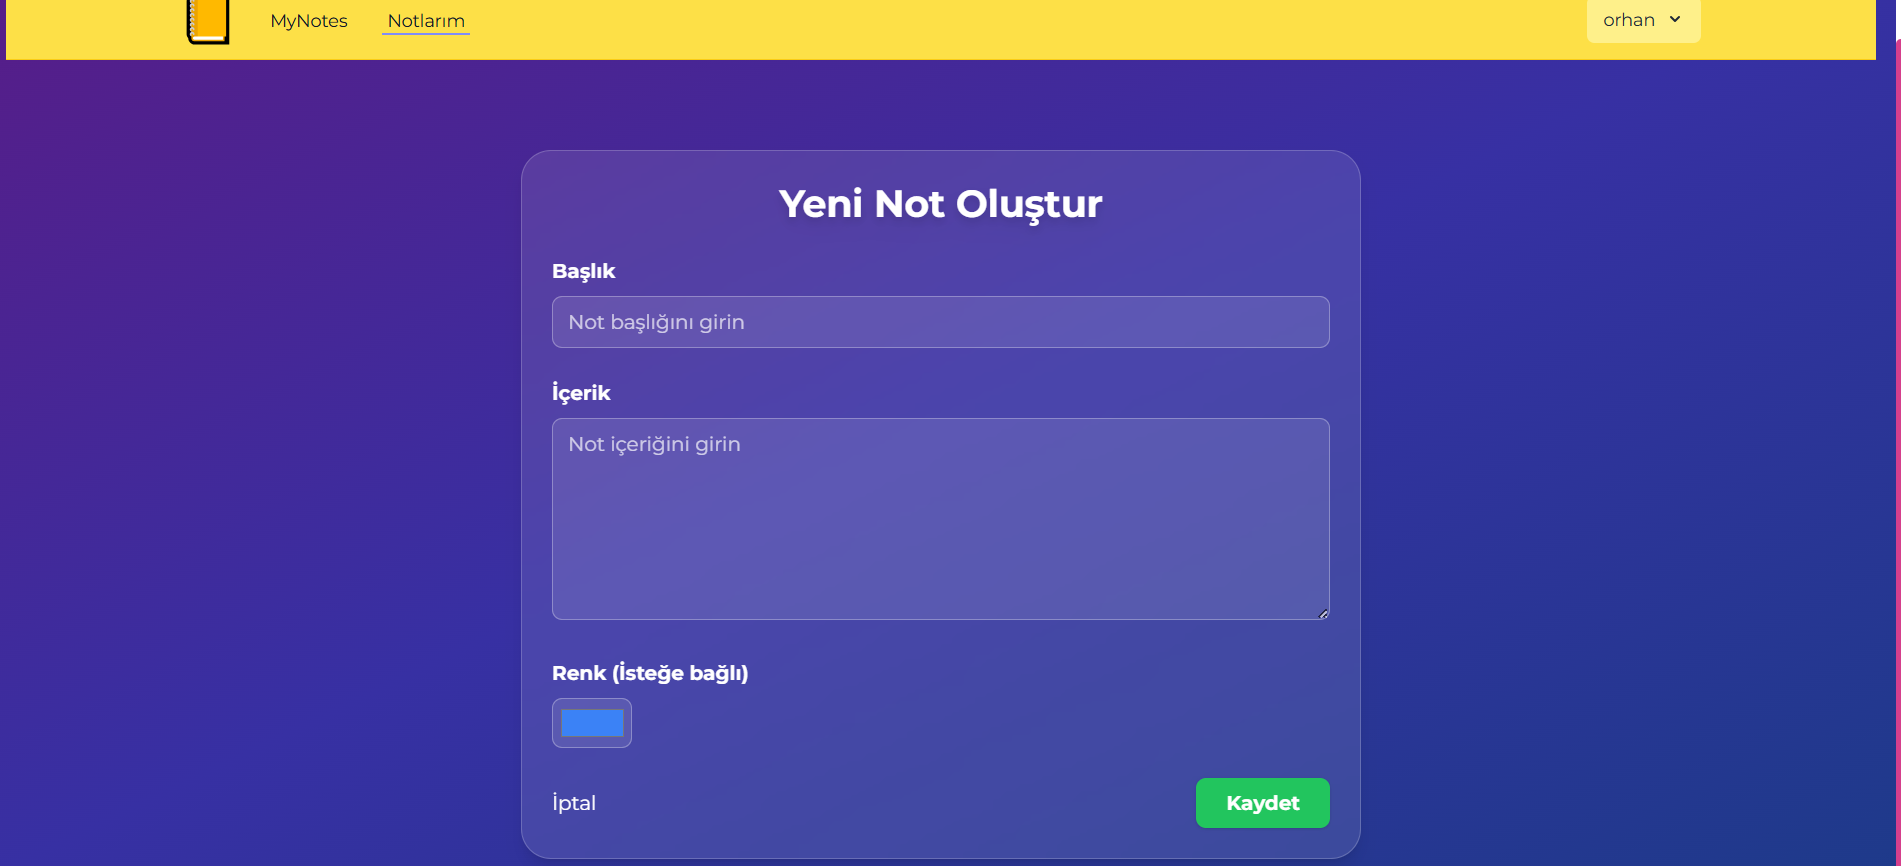 MyNotes Notlarım orhan
Yeni Not Oluştur
Başlık
Not başlığını girin
İçerik
Not içeriğini girin
Renk (İsteğe bağlı)
İptal Kaydet